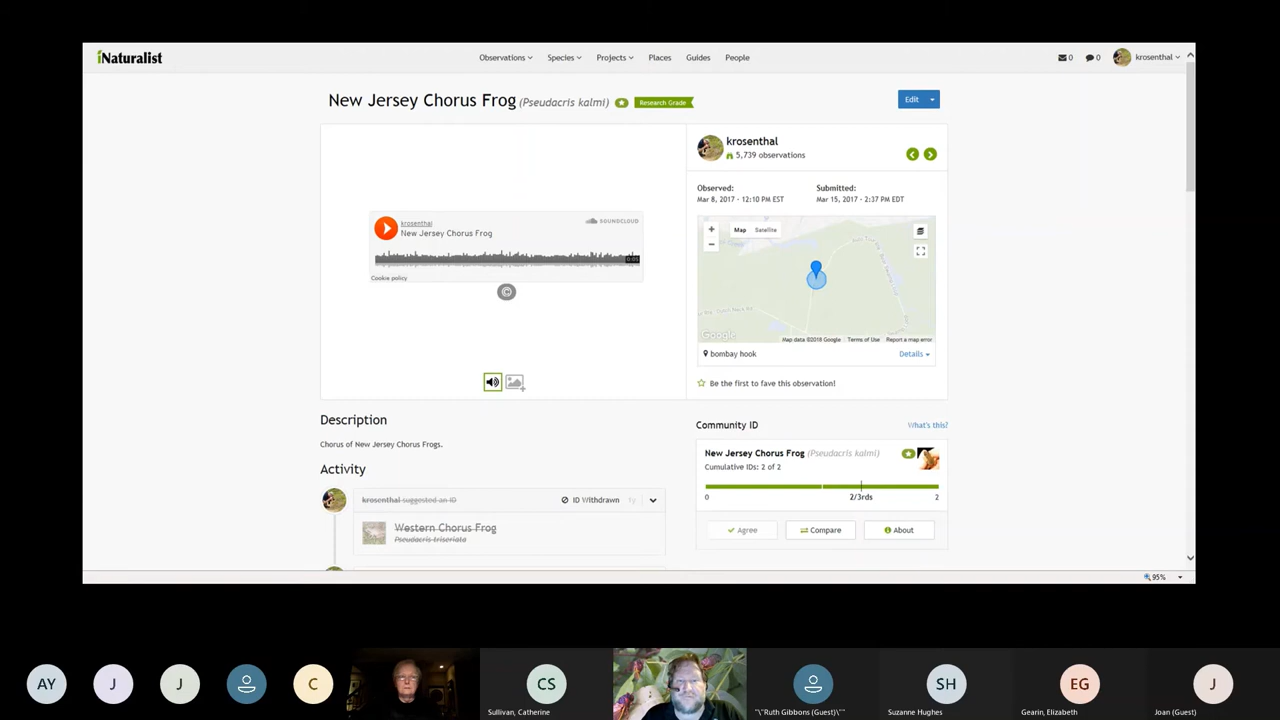 iNaturalist
Observations
Species
Projects
Places
Guides
People
0
0
krosenthal
New Jersey Chorus Frog (Pseudacris kalmi)
Research Grade
Edit
krosenthal
5,739 observations
Observed:
Mar 8, 2017 · 12:10 PM EST
Submitted:
Mar 15, 2017 · 2:37 PM EDT
krosenthal
New Jersey Chorus Frog
SOUNDCLOUD
Cookie policy
Map
Satellite
Google
Map data ©2018 Google
Terms of Use
Report a map error
bombay hook
Details
Be the first to fave this observation!
Description
Chorus of New Jersey Chorus Frogs.
Activity
krosenthal suggested an ID
ID Withdrawn
1y
Western Chorus Frog
Pseudacris triseriata
Community ID
What's this?
New Jersey Chorus Frog (Pseudacris kalmi)
Cumulative IDs: 2 of 2
0
2/3rds
2
Agree
Compare
About
95%
AY
J
J
C
CS
Sullivan, Catherine
"\"Ruth Gibbons (Guest)\""
SH
Suzanne Hughes
EG
Gearin, Elizabeth
J
Joan (Guest)